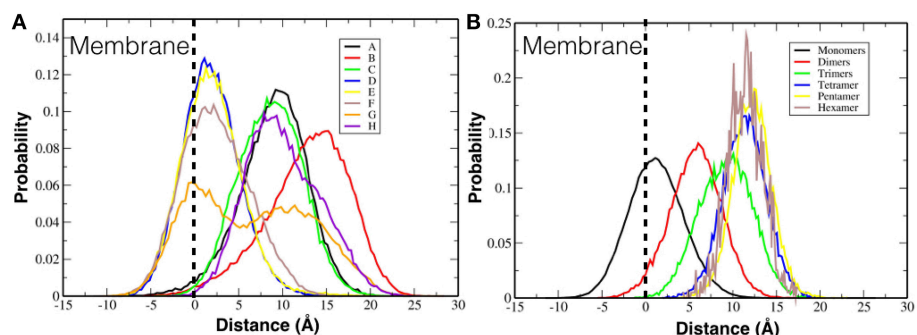 A
Membrane
Probability
0.14
0.12
0.1
0.08
0.06
0.04
0.02
0
-15
-10
-5
0
5
10
15
20
25
30
Distance (Å)
A
B
C
D
E
F
G
H
B
Membrane
Probability
0.25
0.2
0.15
0.1
0.05
0
-15
-10
-5
0
5
10
15
20
25
30
Distance (Å)
Monomers
Dimers
Trimers
Tetramer
Pentamer
Hexamer